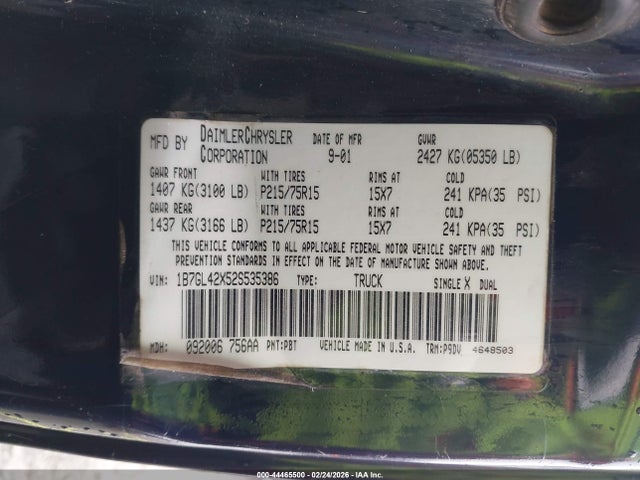 MFD BY DAIMLERCHRYSLER CORPORATION DATE OF MFR 9-01 GVWR 2427 KG(05350 LB)
GAWR FRONT WITH TIRES RIMS AT COLD
1407 KG(3100 LB) P215/75R15 15X7 241 KPA(35 PSI)
GAWR REAR WITH TIRES RIMS AT COLD
1437 KG(3166 LB) P215/75R15 15X7 241 KPA(35 PSI)
THIS VEHICLE CONFORMS TO ALL APPLICABLE FEDERAL MOTOR VEHICLE SAFETY AND THEFT
PREVENTION STANDARDS IN EFFECT ON THE DATE OF MANUFACTURE SHOWN ABOVE.
VIN: 1B7GL42X52S535386 TYPE: TRUCK SINGLE X DUAL
MDH: 092006 756AA PNT:PBT VEHICLE MADE IN U.S.A. TRM:P9DV 4648503
000-44465500 - 02/24/2026 - IAA Inc.